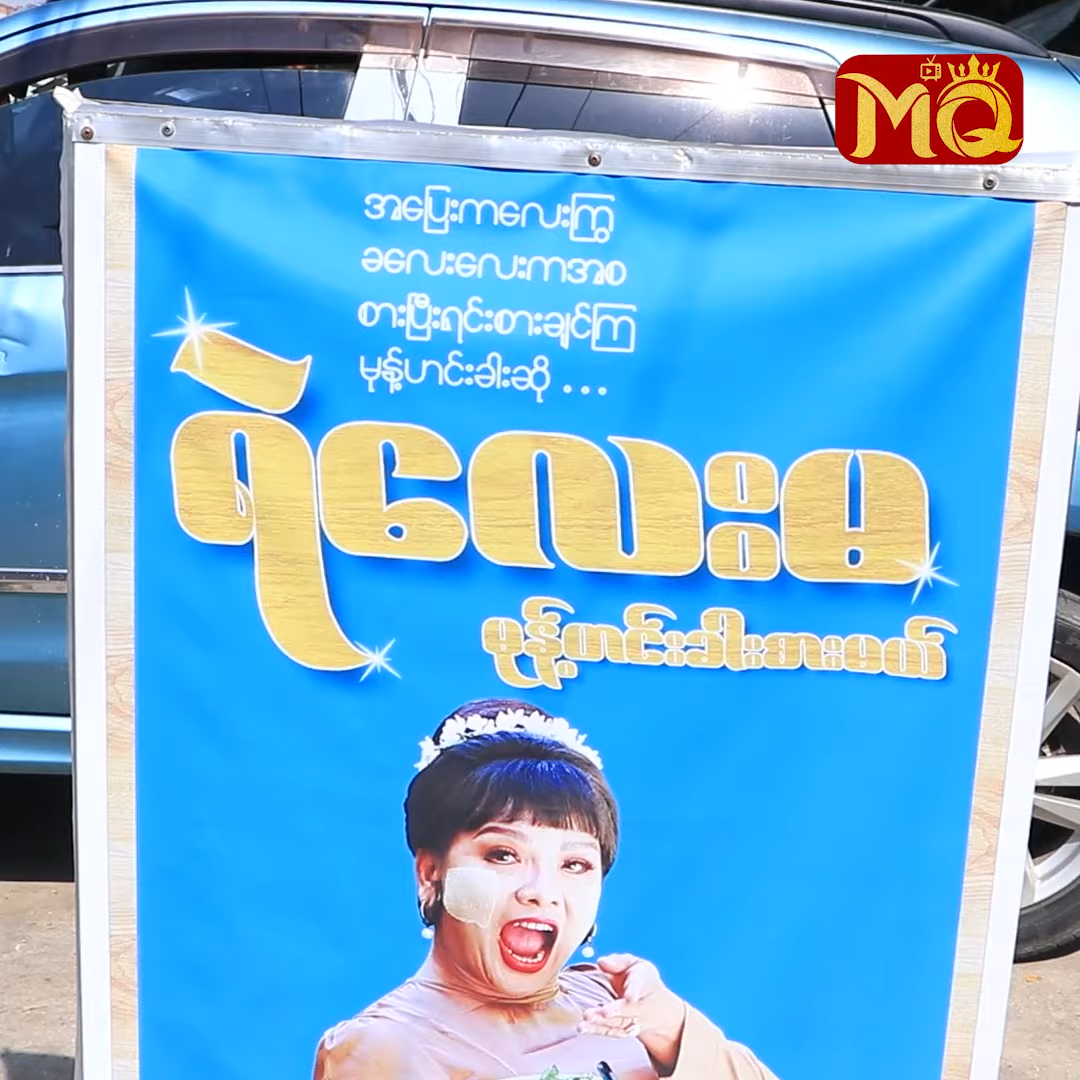 MQ
အပြေးကလေးကြွ
ခလေးလေးကအစ
စားပြီးရင်းစားချင်ကြ
မုန့်ဟင်းခါးဆို ...
ရဲလေးမ
မုန့်ဟင်းခါးစားမယ်